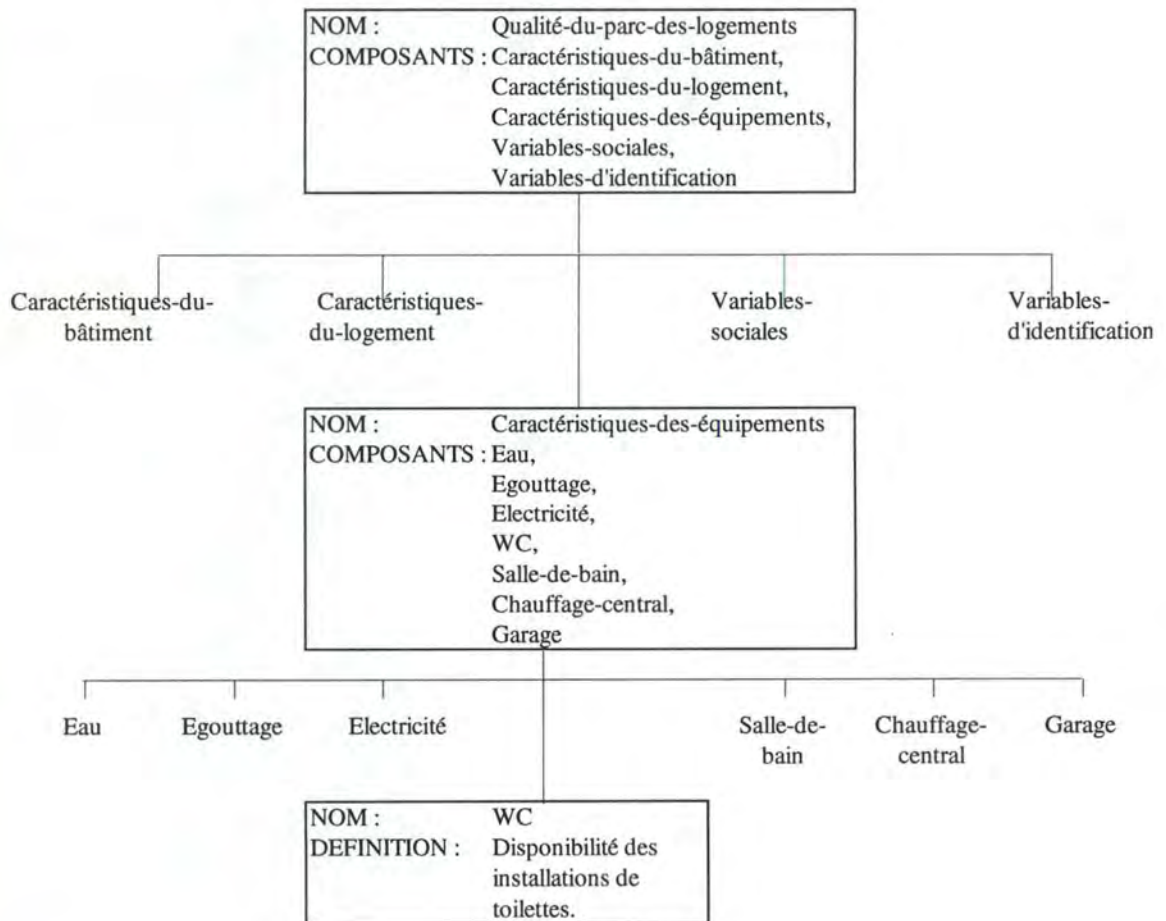 NOM : Qualité-du-parc-des-logements
COMPOSANTS : Caractéristiques-du-bâtiment,
Caractéristiques-du-logement,
Caractéristiques-des-équipements,
Variables-sociales,
Variables-d'identification
Caractéristiques-du-
bâtiment
Caractéristiques-
du-logement
Variables-
sociales
Variables-
d'identification
NOM : Caractéristiques-des-équipements
COMPOSANTS : Eau,
Egouttage,
Electricité,
WC,
Salle-de-bain,
Chauffage-central,
Garage
Eau
Egouttage
Electricité
Salle-de-
bain
Chauffage-
central
Garage
NOM : WC
DEFINITION : Disponibilité des
installations de
toilettes.